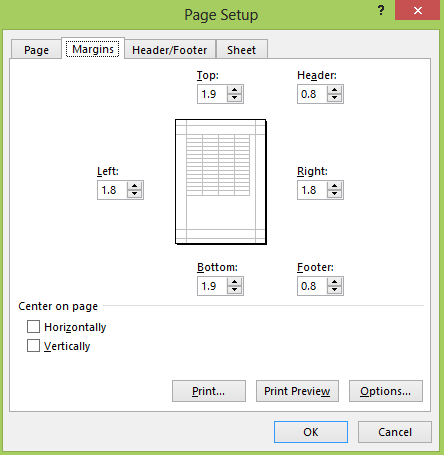 Page Setup
? ×
Page Margins Header/Footer Sheet
Top: Header:
1.9 0.8
Left: Right:
1.8 1.8
Bottom: Footer:
1.9 0.8
Center on page
Horizontally
Vertically
Print... Print Preview Options...
OK Cancel